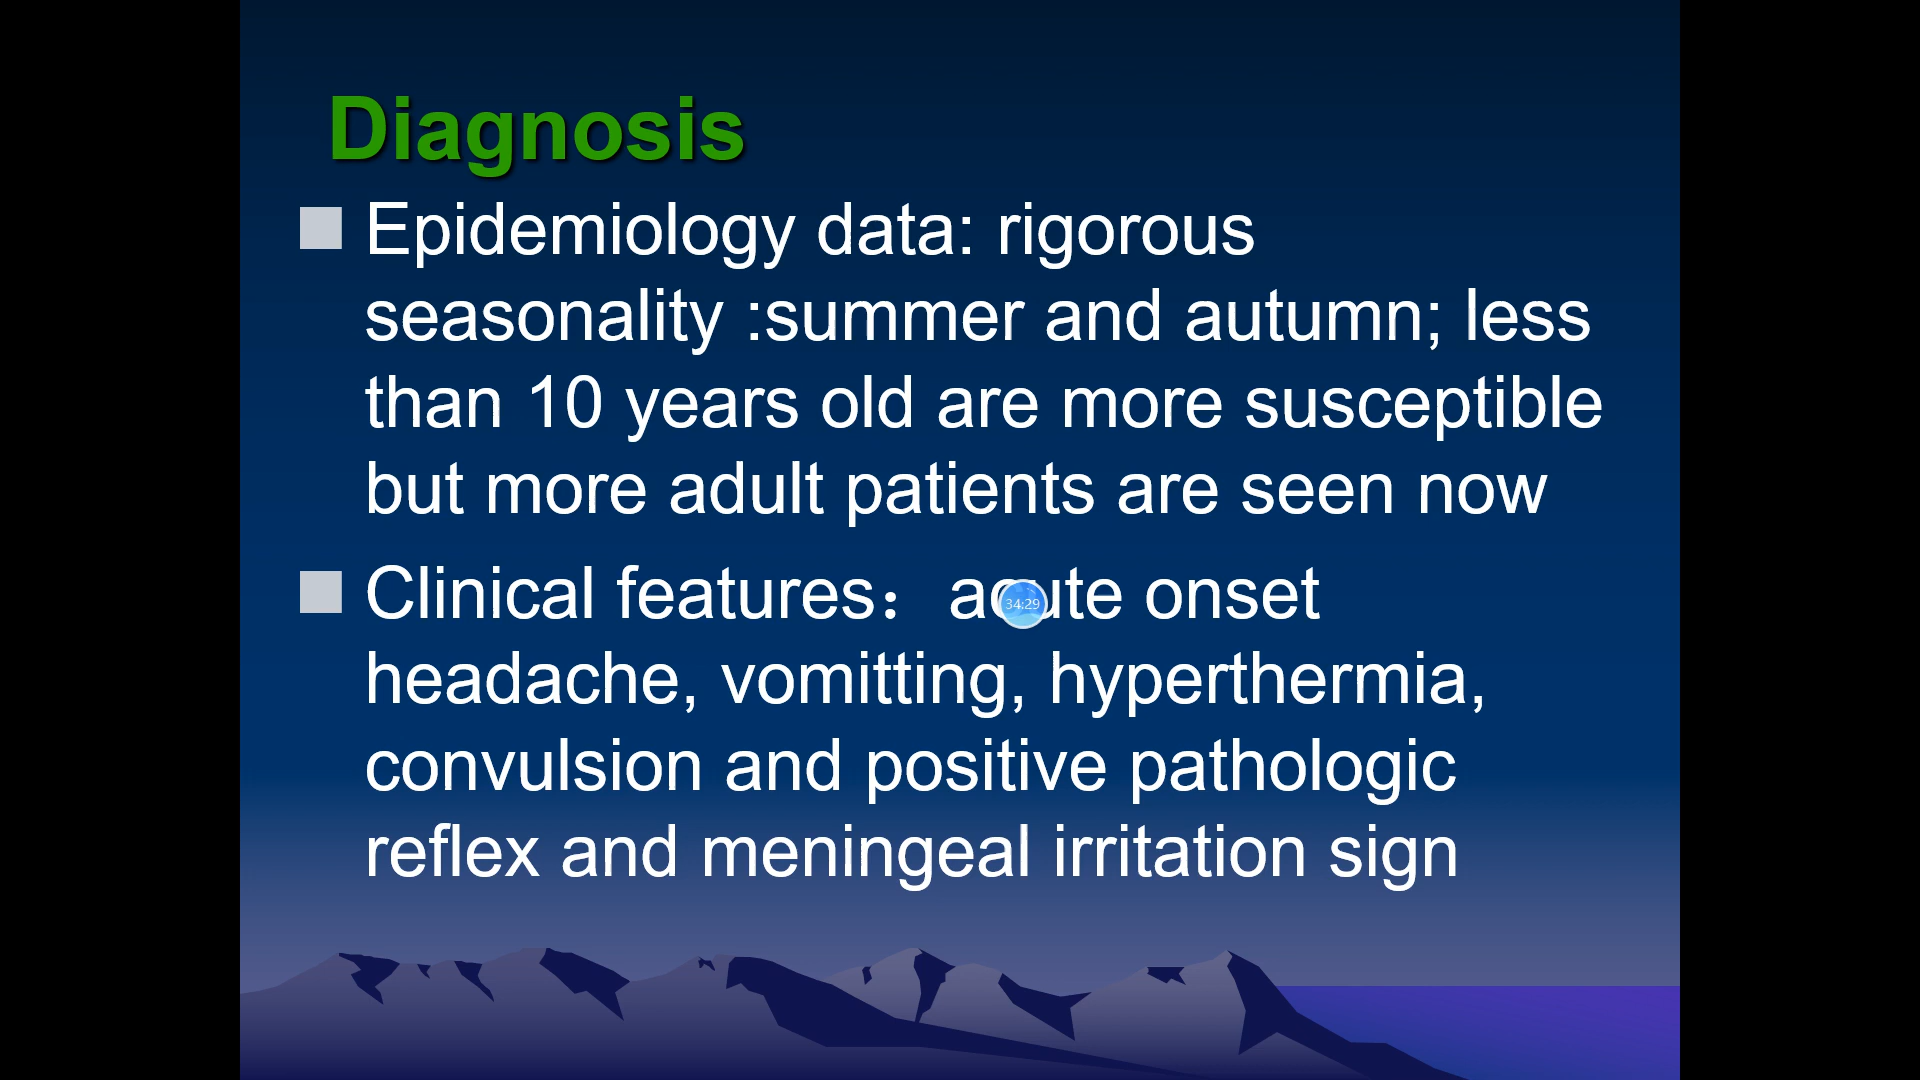 Diagnosis
Epidemiology data: rigorous
seasonality :summer and autumn; less
than 10 years old are more susceptible
but more adult patients are seen now
Clinical features： acute onset
34:29
headache, vomitting, hyperthermia,
convulsion and positive pathologic
reflex and meningeal irritation sign